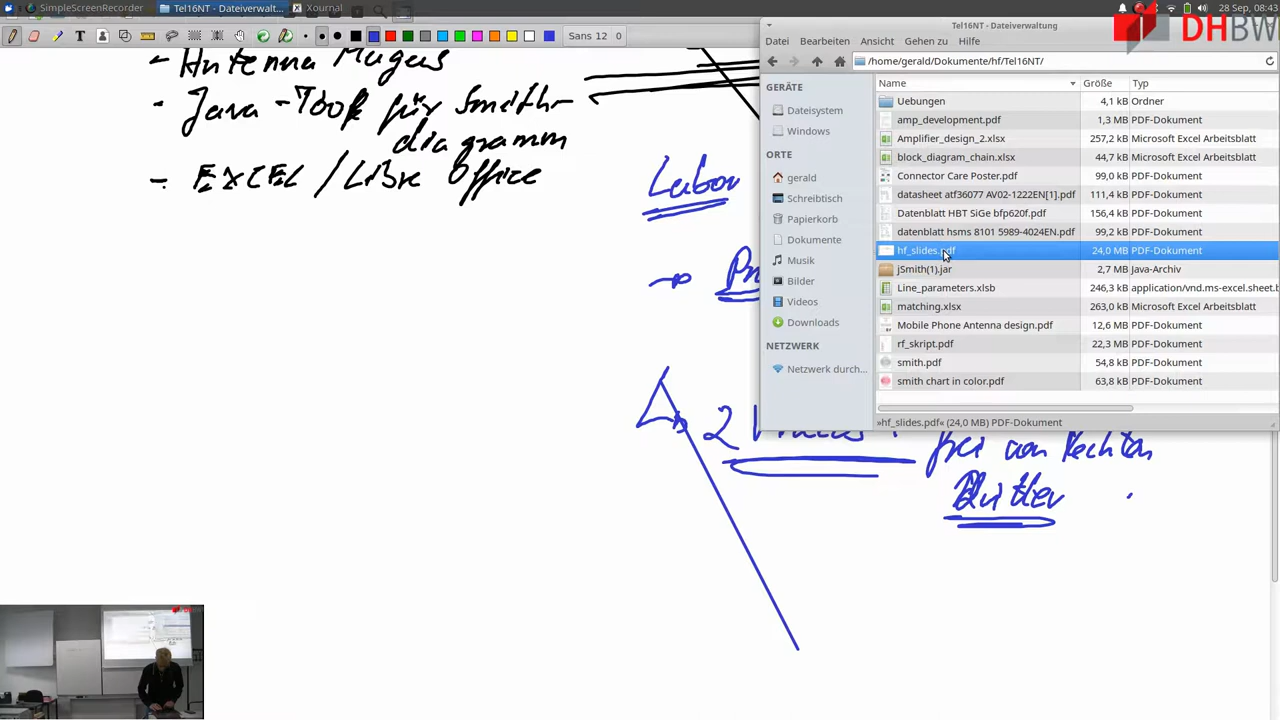 SimpleScreenRecorder
Tel16NT - Dateiverwalt...
Xournal
28 Sep, 08:43
DHBW
Sans 12
- Antenna Magus
- Java - Tool für Smith-
diagramm
- EXCEL / Libre Office
Labor
2
frei von Rechten
Dritter
Tel16NT - Dateiverwaltung
Datei Bearbeiten Ansicht Gehen zu Hilfe
/home/gerald/Dokumente/hf/Tel16NT/
GERÄTE
Dateisystem
Windows
ORTE
gerald
Schreibtisch
Papierkorb
Dokumente
Musik
Bilder
Videos
Downloads
NETZWERK
Netzwerk durch...
Name Größe Typ
Uebungen 4,1 kB Ordner
amp_development.pdf 1,3 MB PDF-Dokument
Amplifier_design_2.xlsx 257,2 kB Microsoft Excel Arbeitsblatt
block_diagram_chain.xlsx 44,7 kB Microsoft Excel Arbeitsblatt
Connector Care Poster.pdf 99,0 kB PDF-Dokument
datasheet atf36077 AV02-1222EN[1].pdf 111,4 kB PDF-Dokument
Datenblatt HBT SiGe bfp620f.pdf 156,4 kB PDF-Dokument
datenblatt hsms 8101 5989-4024EN.pdf 99,2 kB PDF-Dokument
hf_slides.pdf 24,0 MB PDF-Dokument
jSmith(1).jar 2,7 MB Java-Archiv
Line_parameters.xlsb 246,3 kB application/vnd.ms-excel.sheet.b
matching.xlsx 263,0 kB Microsoft Excel Arbeitsblatt
Mobile Phone Antenna design.pdf 12,6 MB PDF-Dokument
rf_skript.pdf 22,3 MB PDF-Dokument
smith.pdf 54,8 kB PDF-Dokument
smith chart in color.pdf 63,8 kB PDF-Dokument
»hf_slides.pdf« (24,0 MB) PDF-Dokument